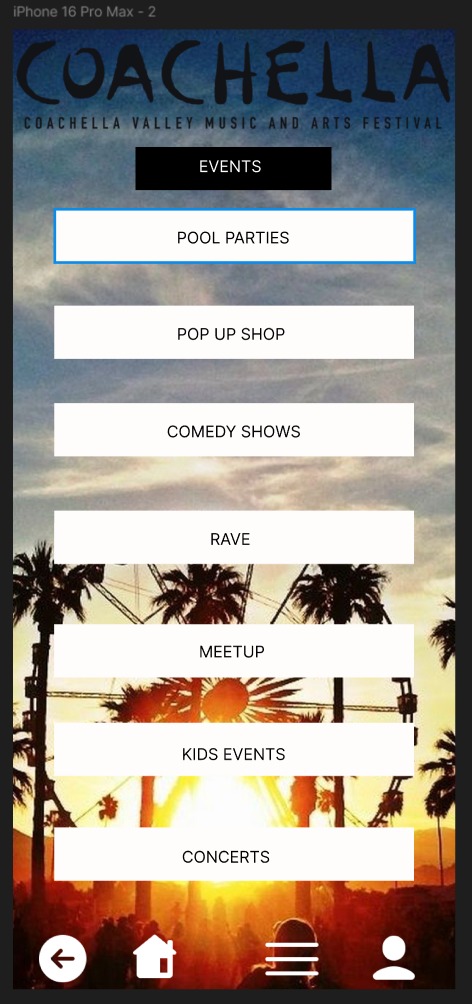 iPhone 16 Pro Max - 2
COACHELLA
COACHELLA VALLEY MUSIC AND ARTS FESTIVAL
EVENTS
POOL PARTIES
POP UP SHOP
COMEDY SHOWS
RAVE
MEETUP
KIDS EVENTS
CONCERTS